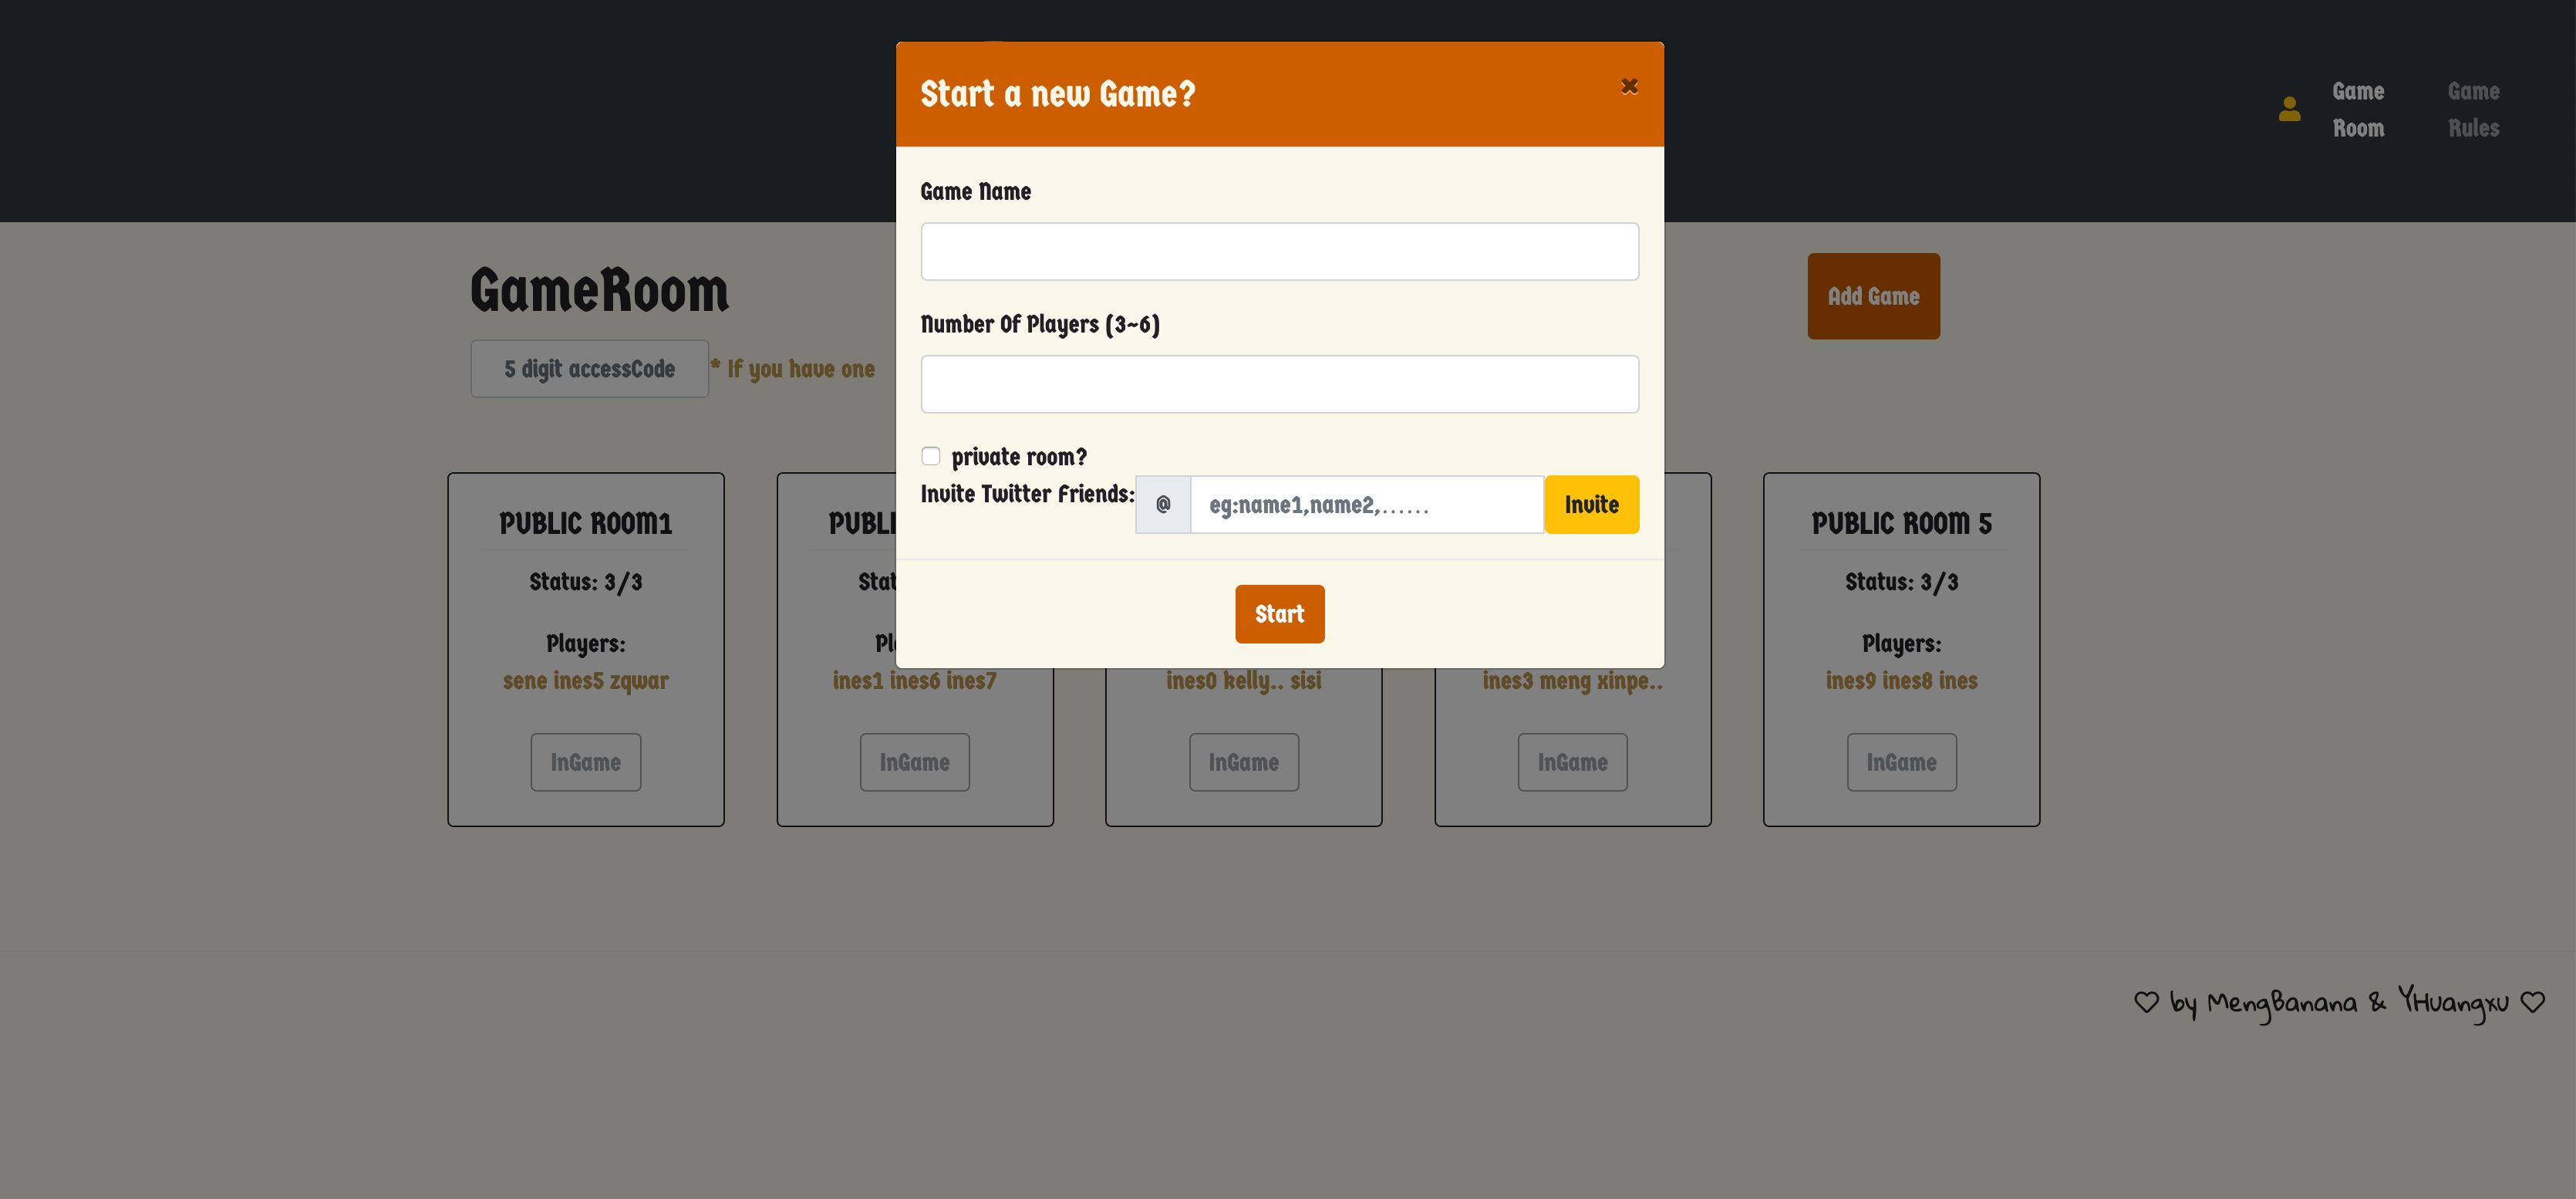 Start a new Game?
×
Game Room
Game Rules
Game Name
GameRoom
Add Game
Number Of Players (3~6)
5 digit accessCode
* If you have one
private room?
Invite Twitter Friends:
@
eg:name1,name2,......
Invite
Start
PUBLIC ROOM1
Status: 3/3
Players:
sene ines5 zqwar
InGame
PUBLI
Stat
Pl
ines1 ines6 ines7
InGame
ines0 kelly.. sisi
InGame
ines3 meng xinpe..
InGame
PUBLIC ROOM 5
Status: 3/3
Players:
ines9 ines8 ines
InGame
♡ by MengBanana & YHuangxu ♡